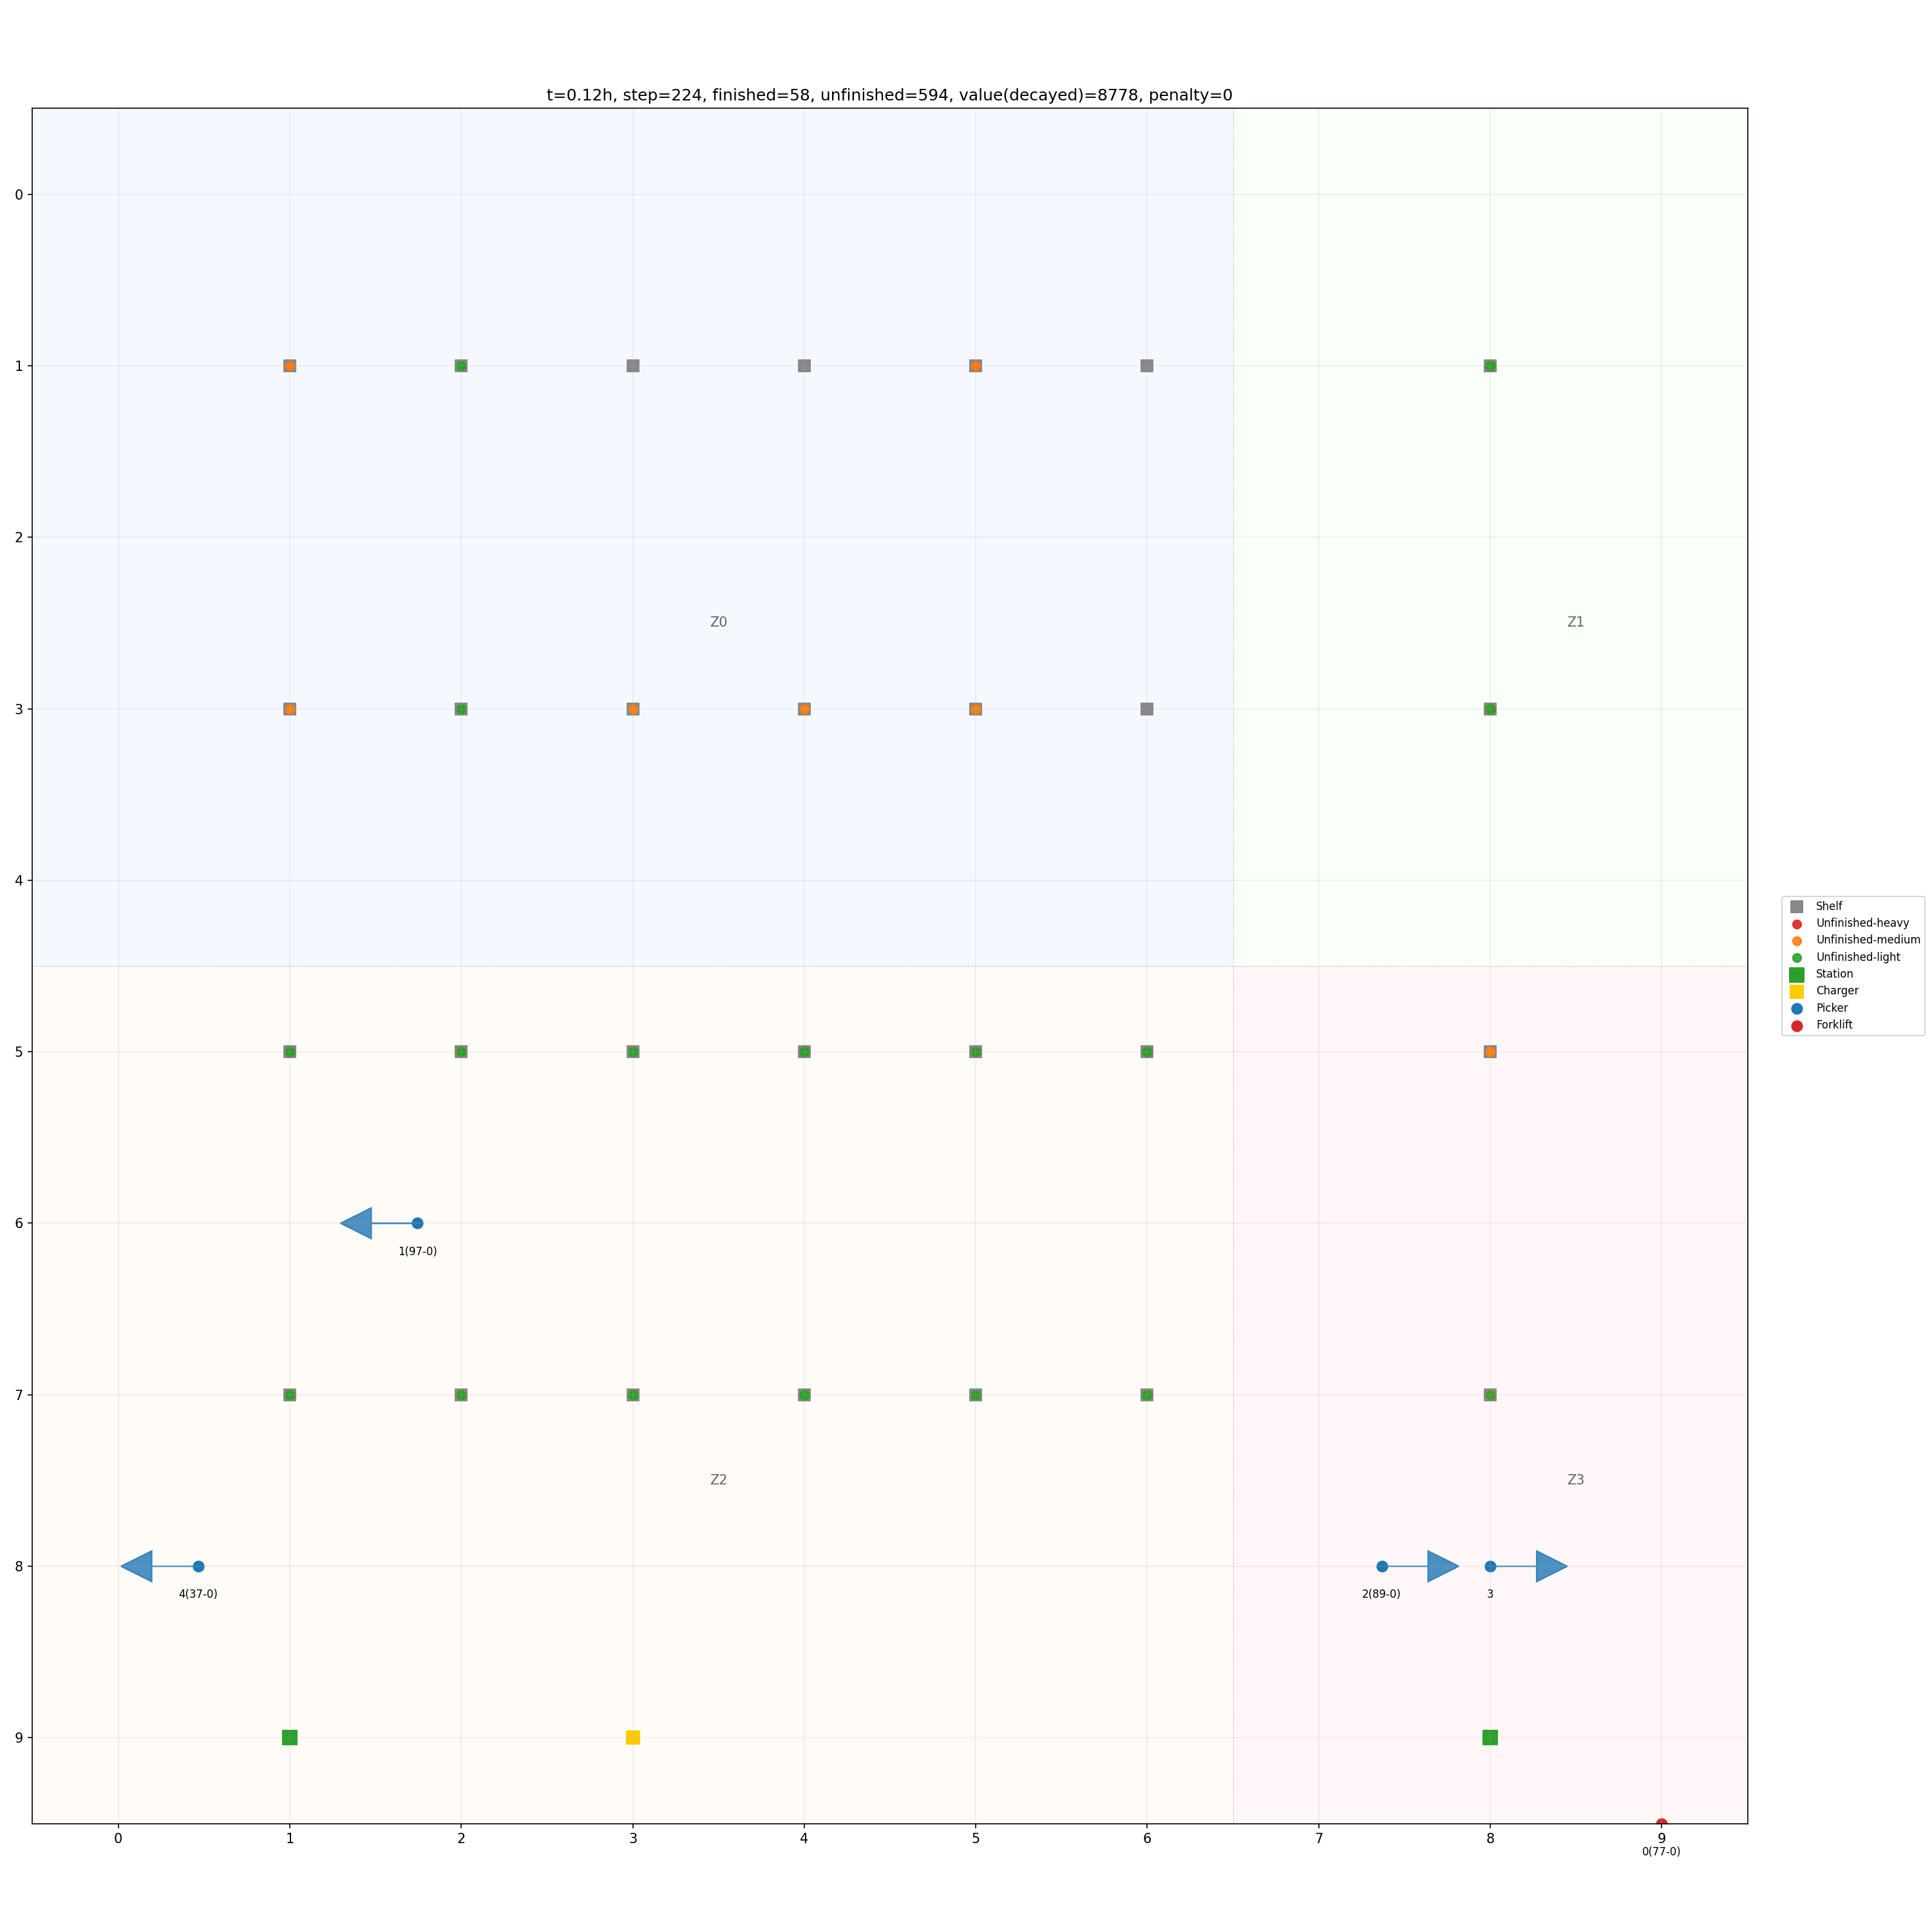 t=0.12h, step=224, finished=58, unfinished=594, value(decayed)=8778, penalty=0
0
1
2
Z0
Z1
3
4
Shelf
Unfinished-heavy
Unfinished-medium
Unfinished-light
Station
Charger
Picker
Forklift
5
6
1(97-0)
7
Z2
Z3
8
4(37-0)
2(89-0)
3
9
0 1 2 3 4 5 6 7 8 9
0(77-0)